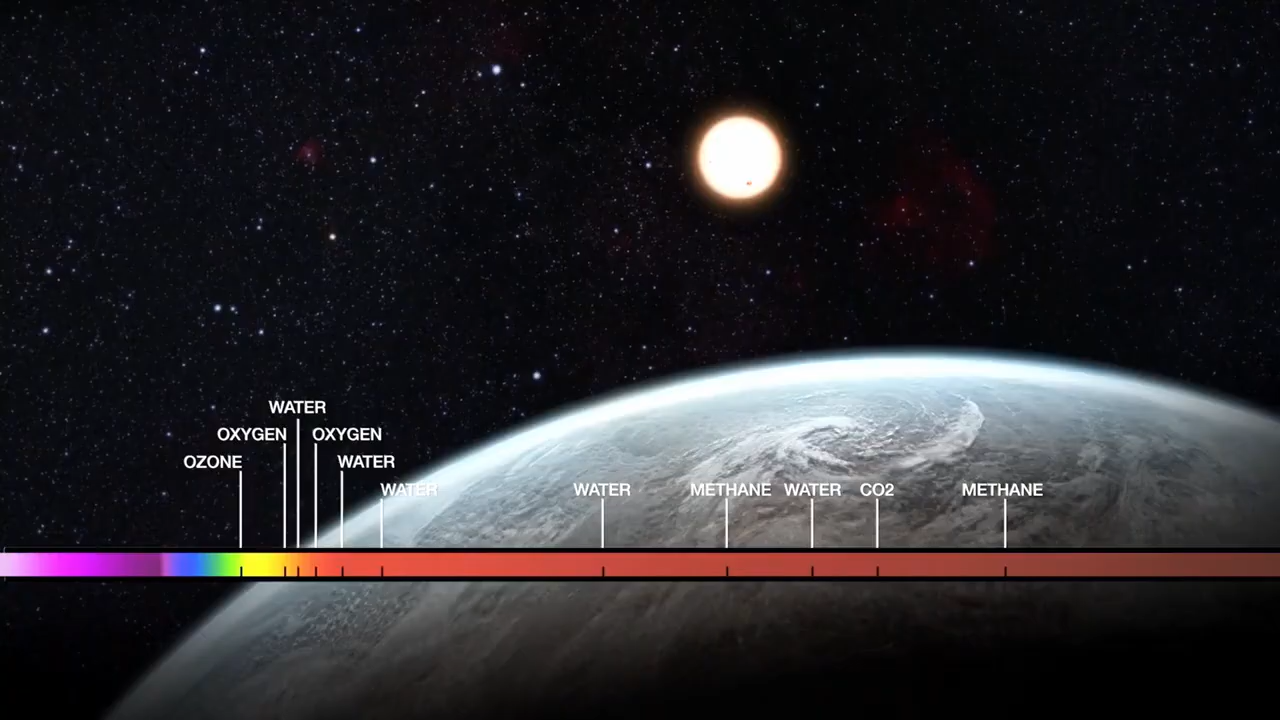 WATER
OXYGEN OXYGEN
OZONE WATER
WATER WATER METHANE WATER CO2 METHANE